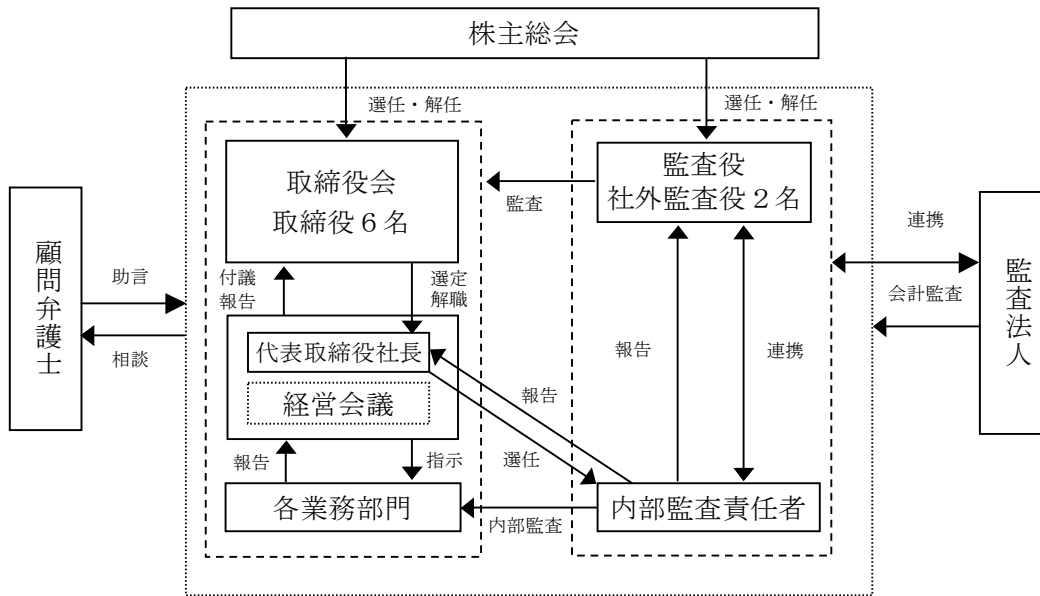 株主総会
選任・解任
選任・解任
取締役会
取締役６名
監査役
社外監査役２名
監査
顧問弁護士
助言
相談
連携
会計監査
監査法人
付議
報告
選定
解職
代表取締役社長
経営会議
報告
連携
報告
選任
報告
指示
各業務部門
内部監査
内部監査責任者